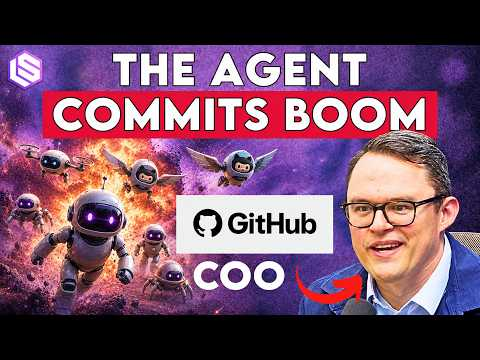 THE AGENT
COMMITS BOOM
GitHub
COO